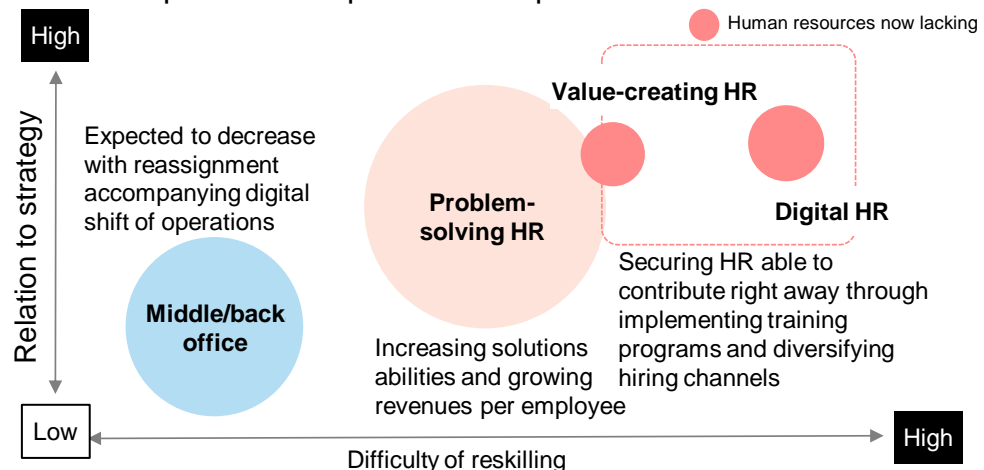 High
Human resources now lacking
Value-creating HR
Relation to strategy
Expected to decrease
with reassignment
accompanying digital
shift of operations
Problem-
solving HR
Digital HR
Middle/back
office
Securing HR able to
contribute right away through
implementing training
programs and diversifying
hiring channels
Increasing solutions
abilities and growing
revenues per employee
Low
High
Difficulty of reskilling